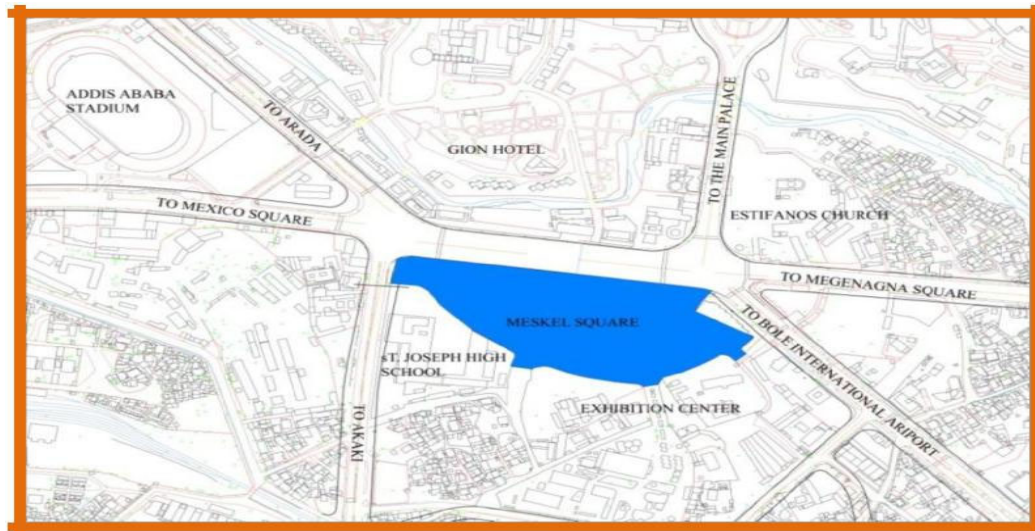 ADDIS ABABA
STADIUM
TO ARADA
GION HOTEL
TO THE MAIN PALACE
TO MEXICO SQUARE
ESTIFANOS CHURCH
TO MEGENAGNA SQUARE
MESKEL SQUARE
TO BOLE INTERNATIONAL ARIPORT
sT. JOSEPH HIGH
SCHOOL
EXHIBITION CENTER
TO AKAKI